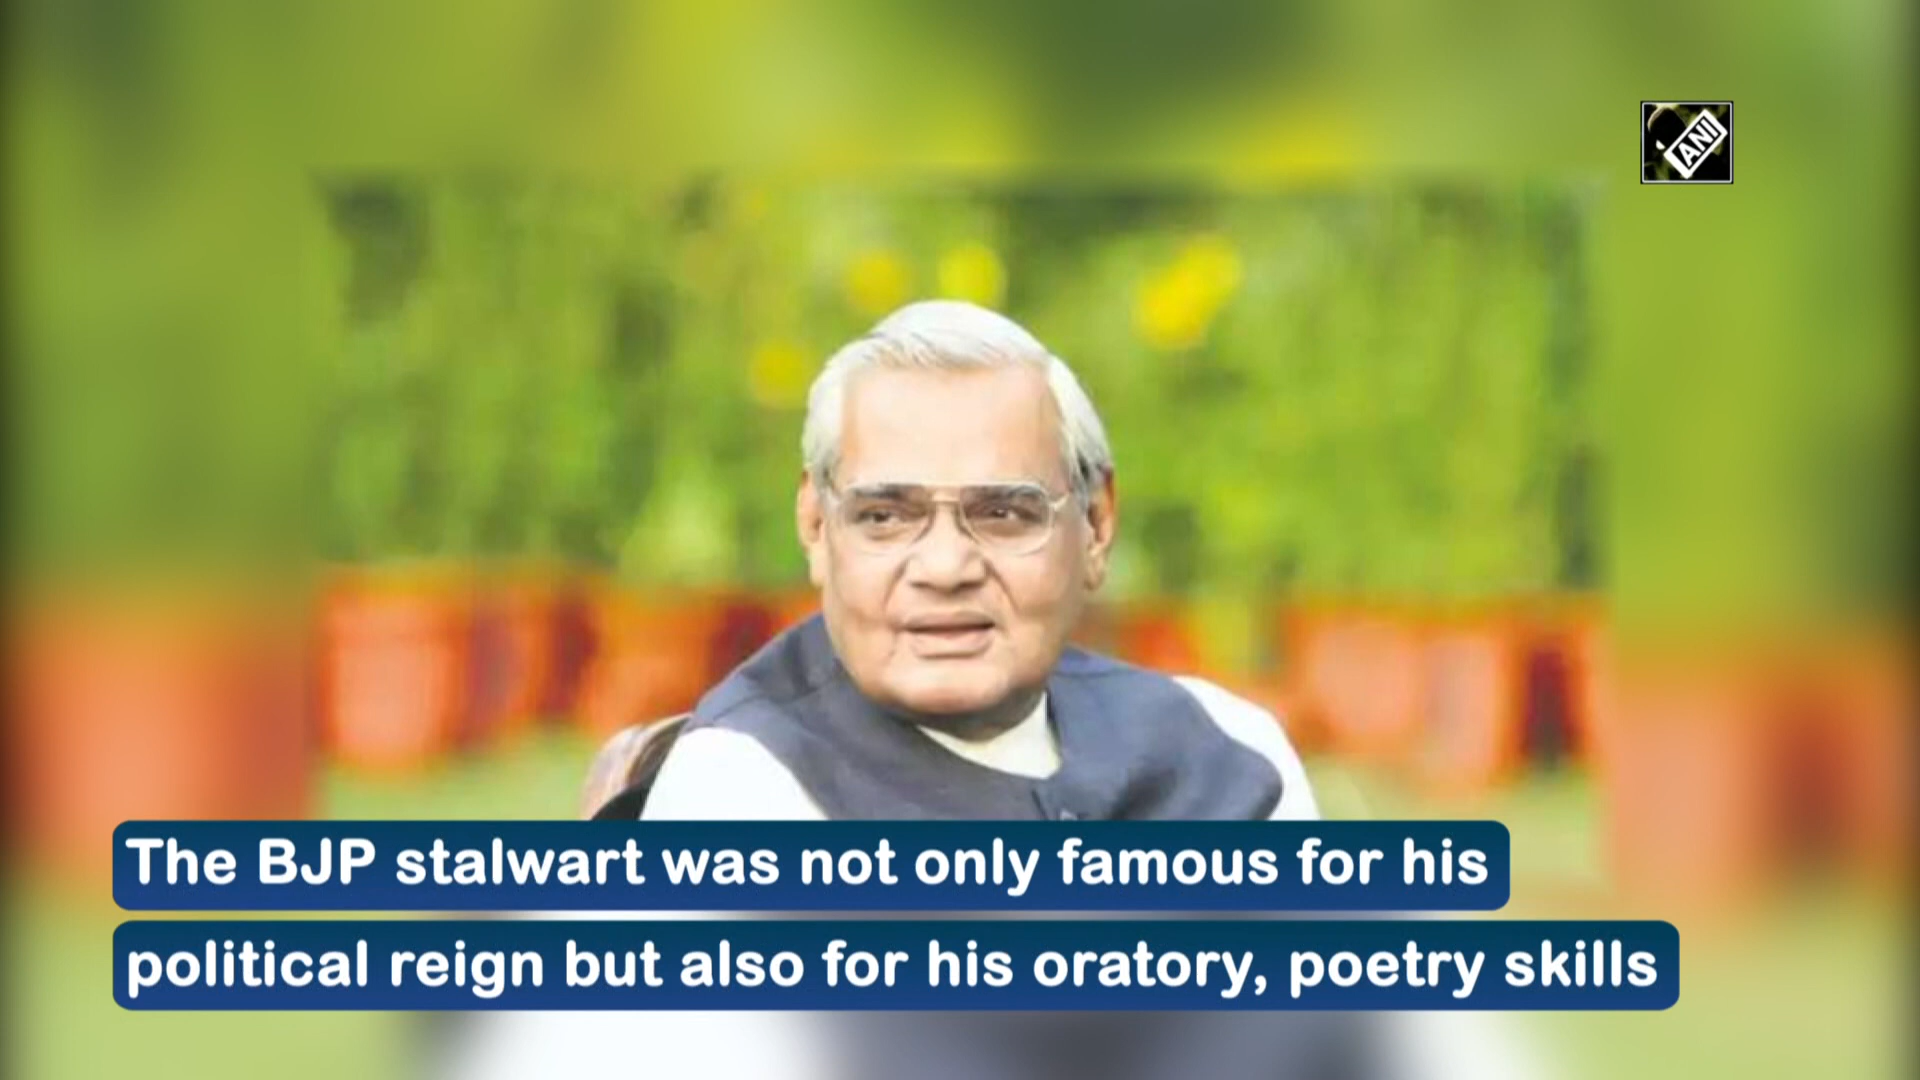 ANI
The BJP stalwart was not only famous for his
political reign but also for his oratory, poetry skills